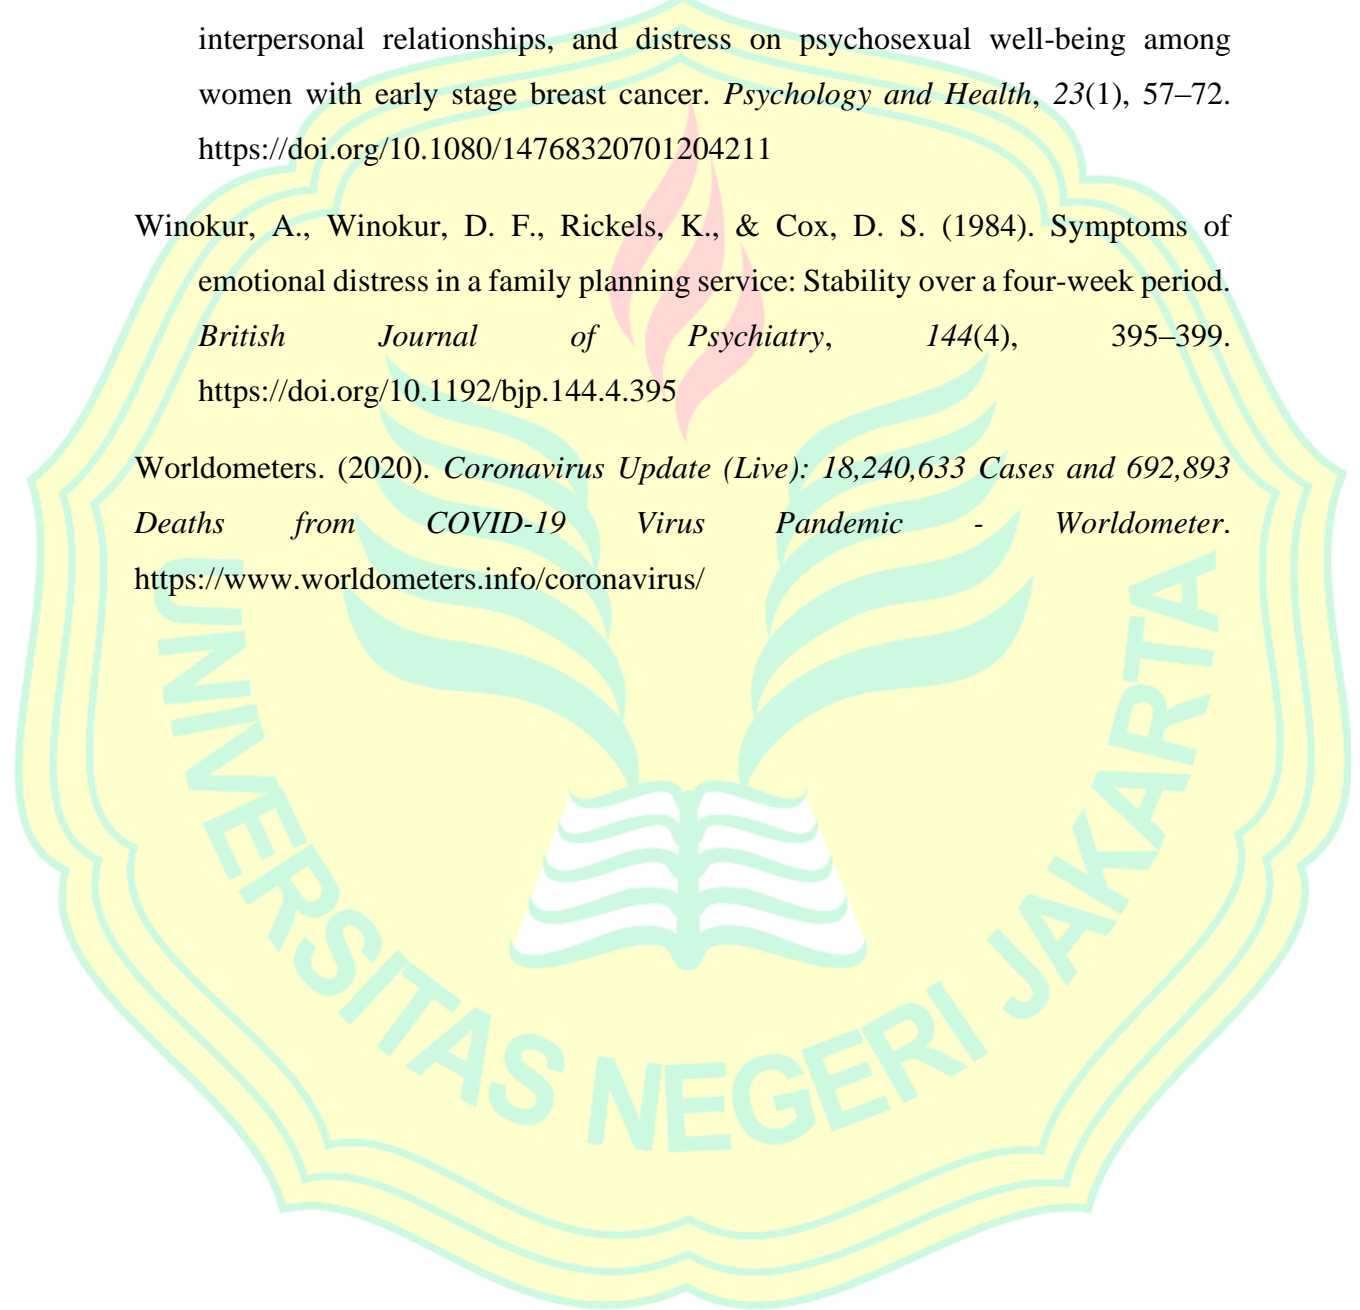 interpersonal relationships, and distress on psychosexual well-being among
women with early stage breast cancer. Psychology and Health, 23(1), 57–72.
https://doi.org/10.1080/14768320701204211
Winokur, A., Winokur, D. F., Rickels, K., & Cox, D. S. (1984). Symptoms of
emotional distress in a family planning service: Stability over a four-week period.
British Journal of Psychiatry, 144(4), 395–399.
https://doi.org/10.1192/bjp.144.4.395
Worldometers. (2020). Coronavirus Update (Live): 18,240,633 Cases and 692,893
Deaths from COVID-19 Virus Pandemic - Worldometer.
https://www.worldometers.info/coronavirus/
UNIVERSITAS NEGERI JAKARTA